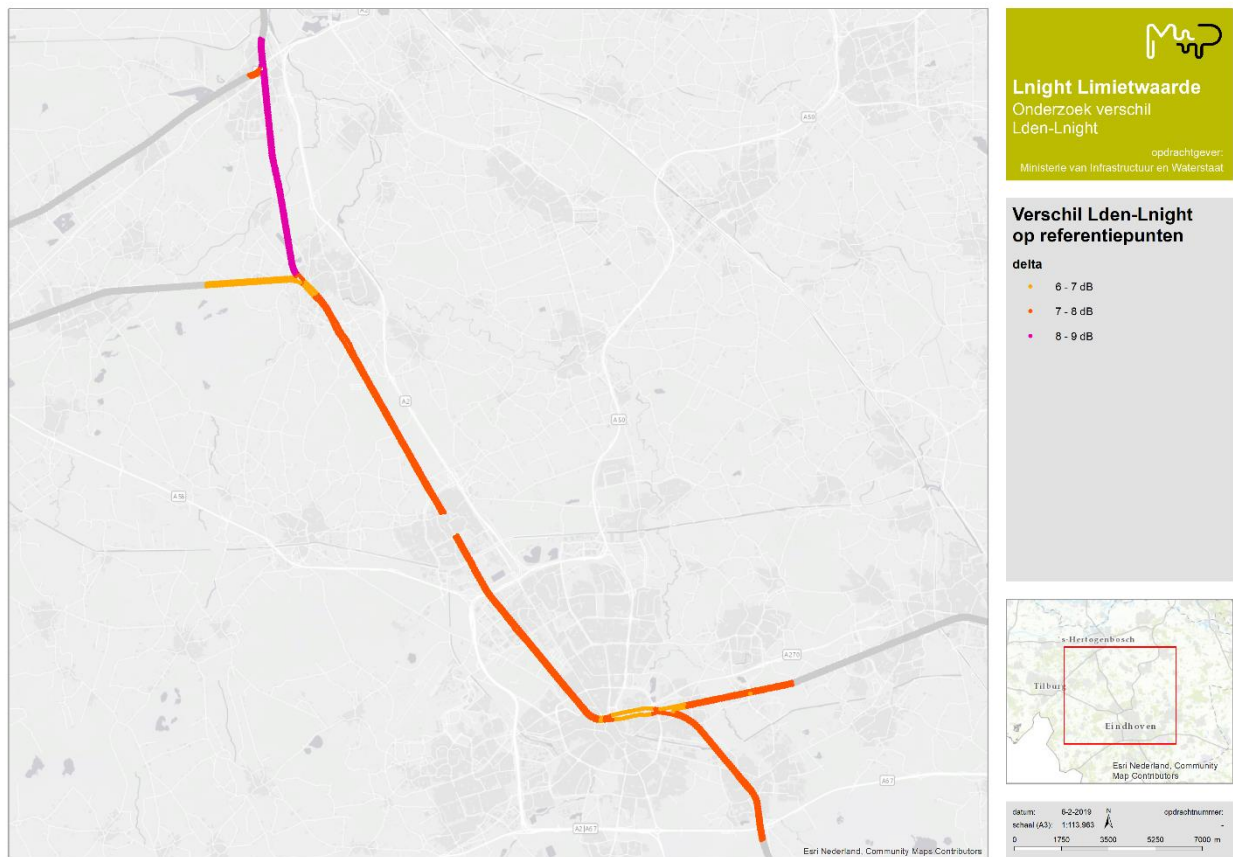 A59
A2
A50
A58
A270
A67
A2|A67
Esri Nederland, Community Maps Contributors
Lnight Limietwaarde
Onderzoek verschil
Lden-Lnight
opdrachtgever:
Ministerie van Infrastructuur en Waterstaat
Verschil Lden-Lnight
op referentiepunten
delta
6 - 7 dB
7 - 8 dB
8 - 9 dB
s-Hertogenbosch
Tilburg
Eindhoven
Esri Nederland, Community
Map Contributors
datum: 6-2-2019 N opdrachtnummer:
schaal (A3): 1:113.983 -
0 1750 3500 5250 7000 m